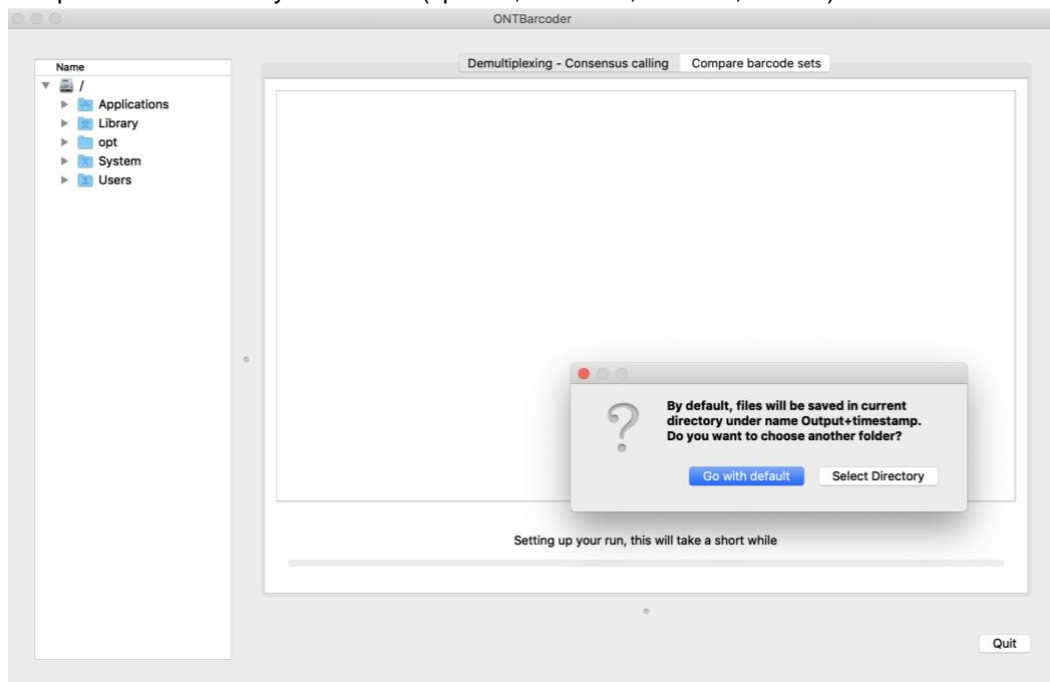 ONTBarcoder
Name
/
Applications
Library
opt
System
Users
Demultiplexing - Consensus calling
Compare barcode sets
By default, files will be saved in current
directory under name Output+timestamp.
Do you want to choose another folder?
Go with default
Select Directory
Setting up your run, this will take a short while
Quit